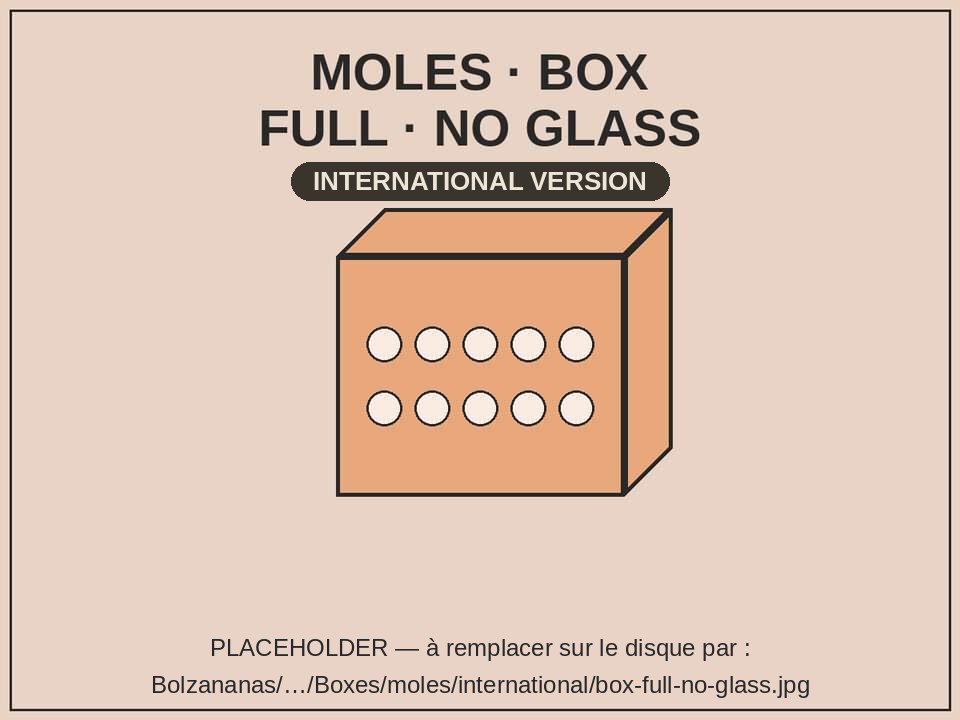 MOLES · BOX
FULL · NO GLASS
INTERNATIONAL VERSION
PLACEHOLDER — à remplacer sur le disque par :
Bolzananas/…/Boxes/moles/international/box-full-no-glass.jpg